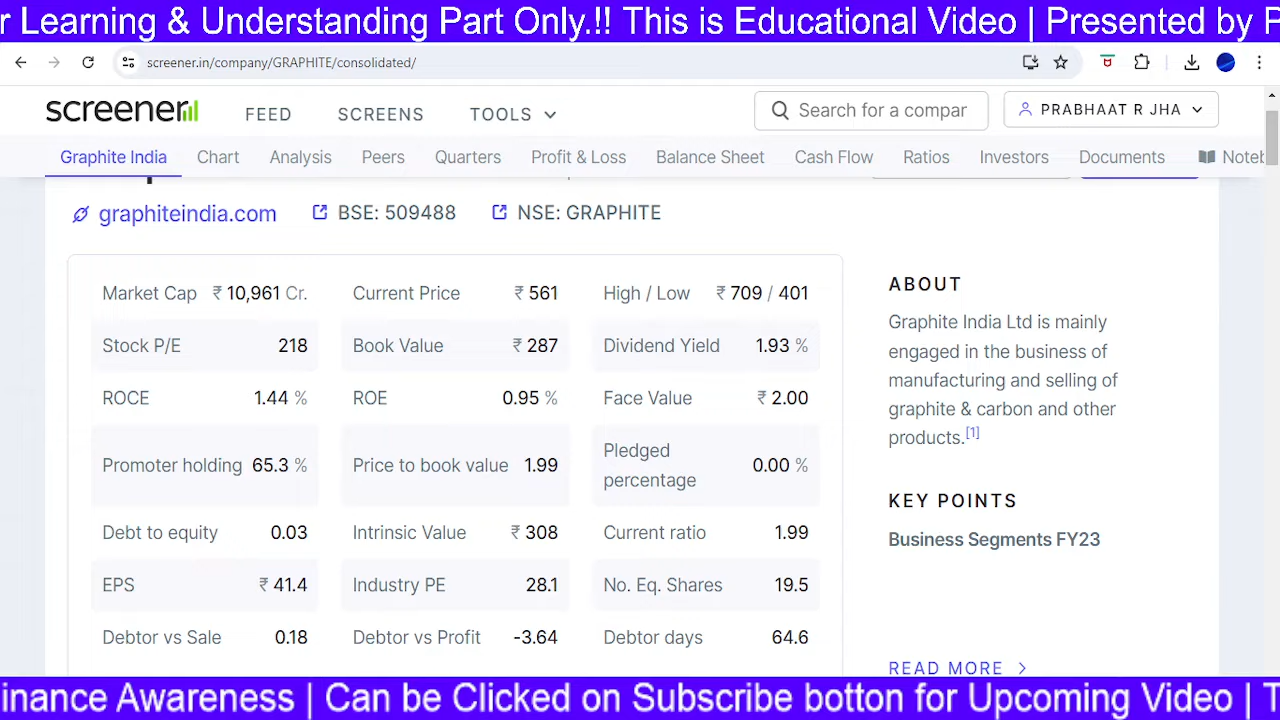 r Learning & Understanding Part Only.!! This is Educational Video | Presented by P
screener.in/company/GRAPHITE/consolidated/
screener FEED SCREENS TOOLS Search for a compar PRABHAAT R JHA
Graphite India Chart Analysis Peers Quarters Profit & Loss Balance Sheet Cash Flow Ratios Investors Documents Noteb
graphiteindia.com BSE: 509488 NSE: GRAPHITE
Market Cap ₹ 10,961 Cr. Current Price ₹ 561 High / Low ₹ 709 / 401
Stock P/E 218 Book Value ₹ 287 Dividend Yield 1.93 %
ROCE 1.44 % ROE 0.95 % Face Value ₹ 2.00
Promoter holding 65.3 % Price to book value 1.99 Pledged percentage 0.00 %
Debt to equity 0.03 Intrinsic Value ₹ 308 Current ratio 1.99
EPS ₹ 41.4 Industry PE 28.1 No. Eq. Shares 19.5
Debtor vs Sale 0.18 Debtor vs Profit -3.64 Debtor days 64.6
ABOUT
Graphite India Ltd is mainly
engaged in the business of
manufacturing and selling of
graphite & carbon and other
products.[1]
KEY POINTS
Business Segments FY23
READ MORE
inance Awareness | Can be Clicked on Subscribe botton for Upcoming Video | T